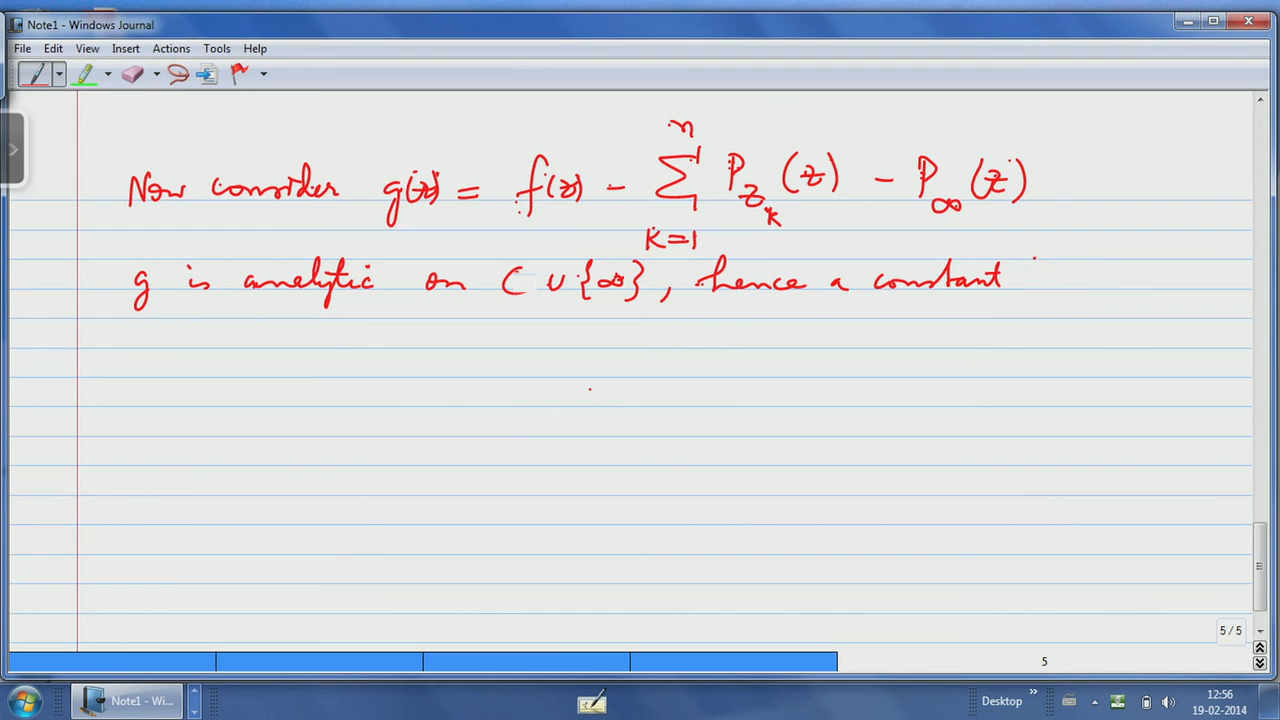 Note1 - Windows Journal
File Edit View Insert Actions Tools Help
Now consider g(z) = f(z) - \sum_{k=1}^{n} P_{z_k}(z) - P_∞(z)
g is analytic on C ∪ {∞}, hence a constant
5 / 5
5
Note1 - Wi...
Desktop
12:56
19-02-2014